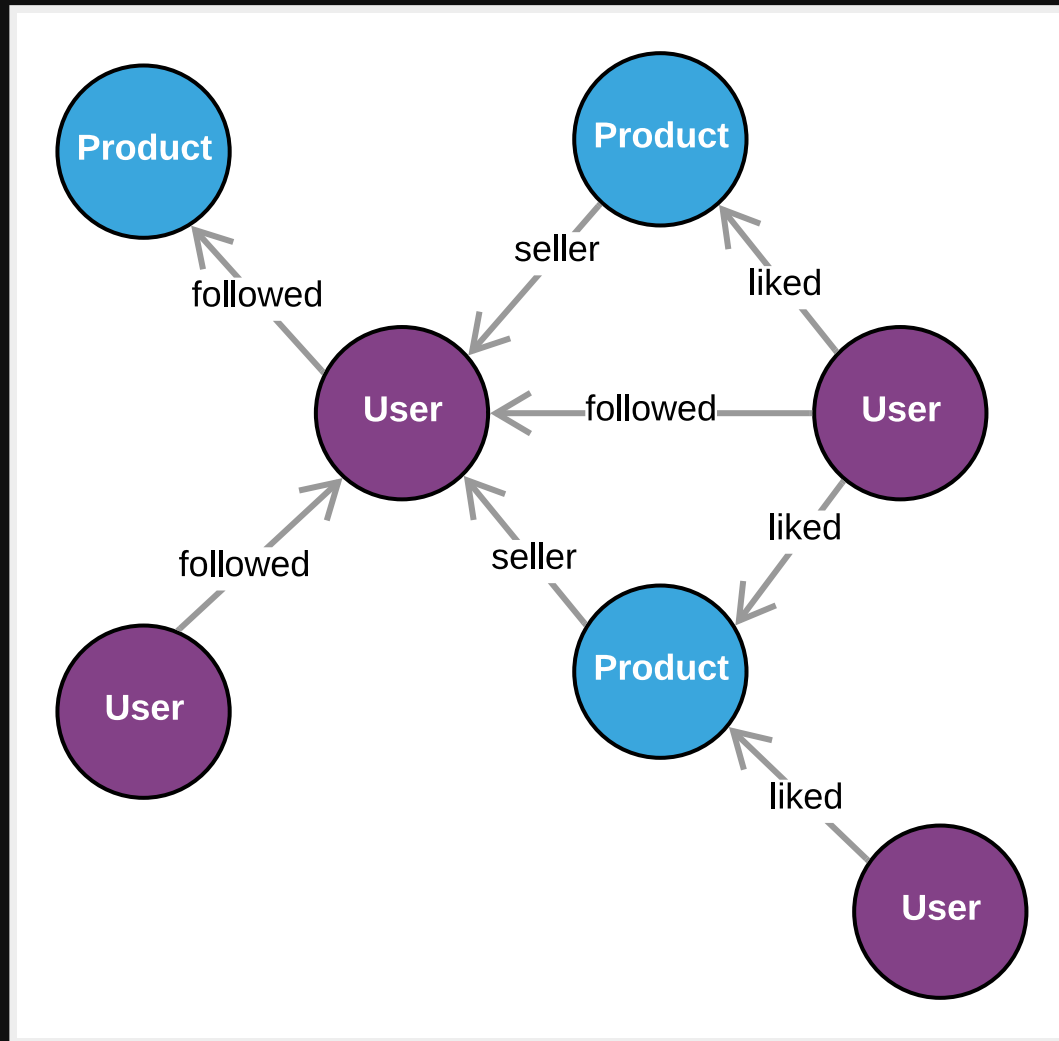 Product
Product
seller
liked
followed
User
followed
User
liked
seller
followed
Product
User
liked
User